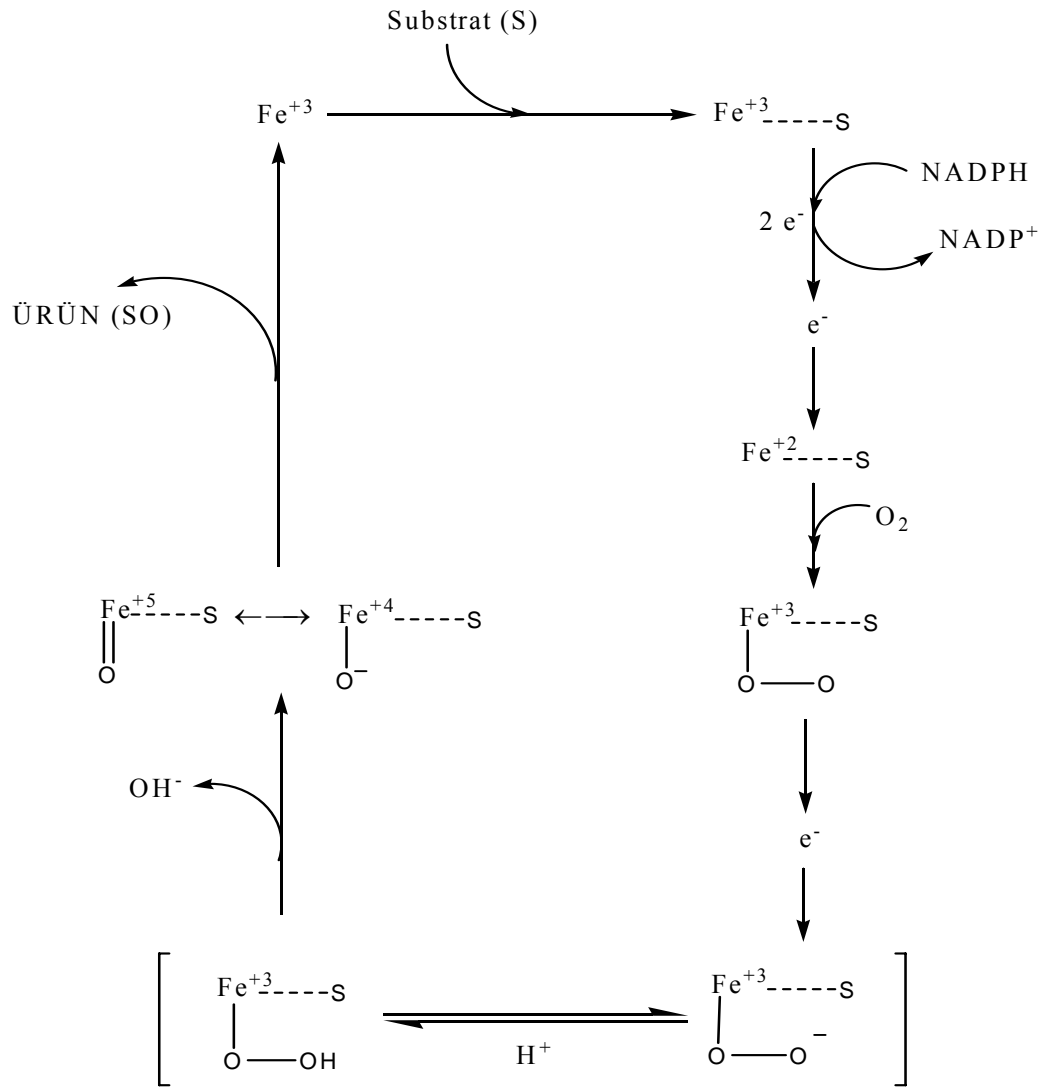 Substrat (S)
Fe+3
Fe+3-----S
NADPH
2 e-
NADP+
ÜRÜN (SO)
e-
Fe+2-----S
O2
Fe+5-----S ←→ Fe+4-----S
O
O–
Fe+3-----S
O—O
OH-
e-
Fe+3-----S
O—OH
H+
Fe+3-----S
O—O–